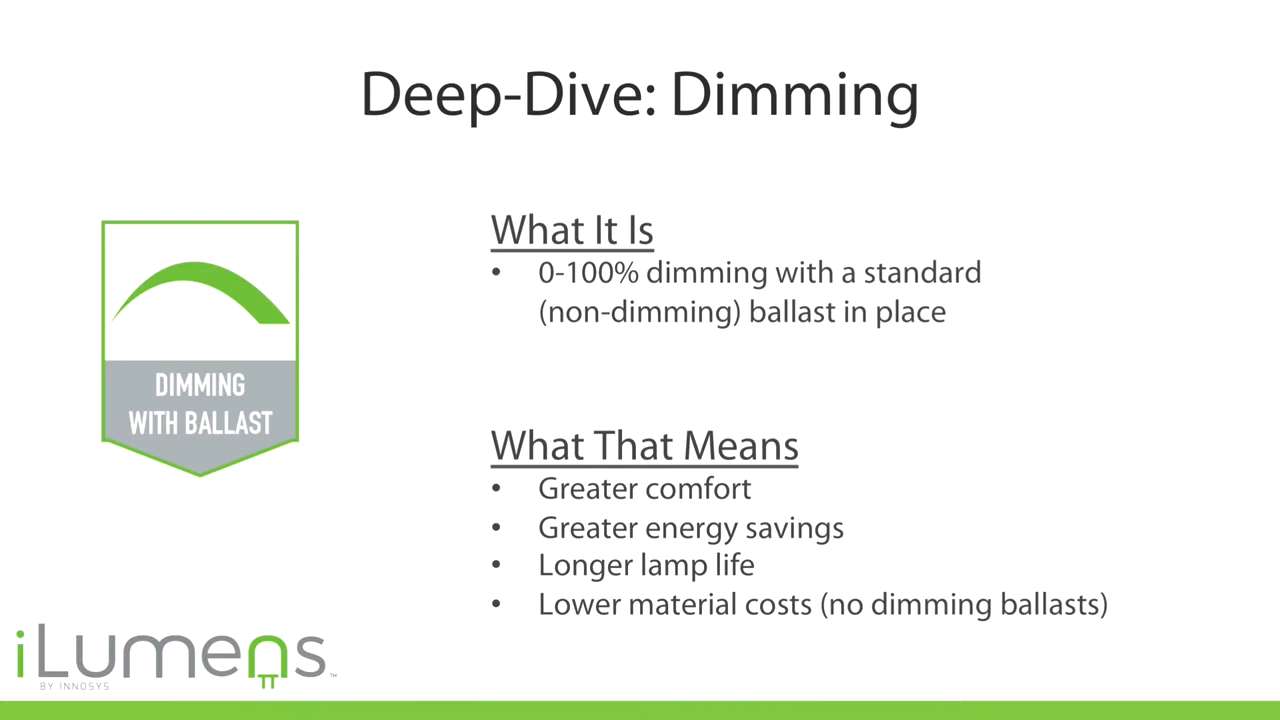 Deep-Dive: Dimming
What It Is
• 0-100% dimming with a standard
(non-dimming) ballast in place
DIMMING
WITH BALLAST
What That Means
• Greater comfort
• Greater energy savings
• Longer lamp life
• Lower material costs (no dimming ballasts)
iLumens™
BY INNOSYS